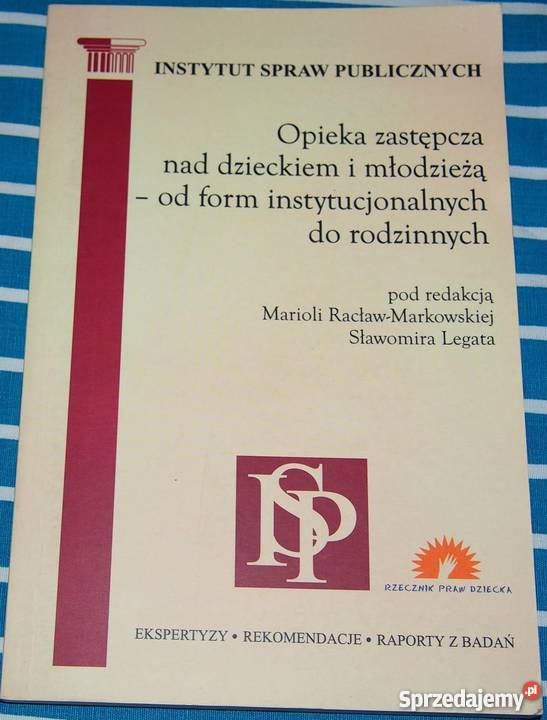 INSTYTUT SPRAW PUBLICZNYCH
Opieka zastępcza
nad dzieckiem i młodzieżą
– od form instytucjonalnych
do rodzinnych
pod redakcją
Marioli Racław-Markowskiej
Sławomira Legata
ISP
RZECZNIK PRAW DZIECKA
EKSPERTYZY • REKOMENDACJE • RAPORTY Z BADAŃ
Sprzedajemy.pl